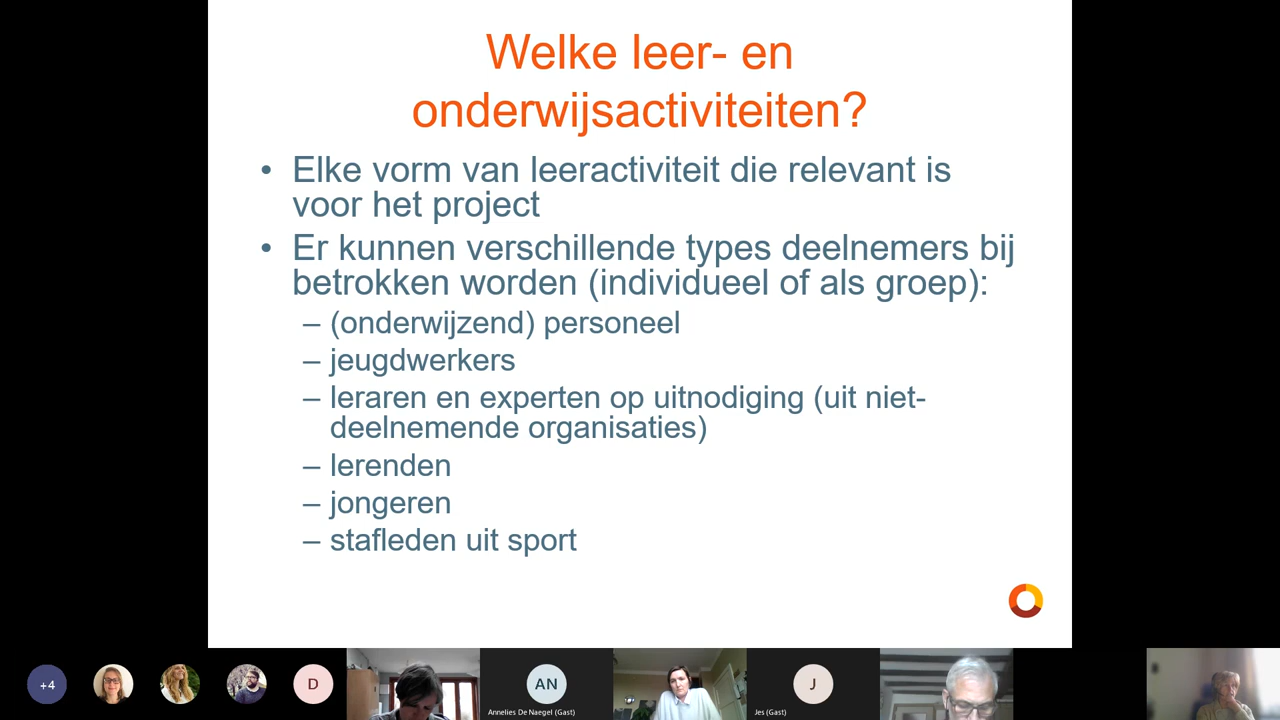 Welke leer- en
onderwijsactiviteiten?
• Elke vorm van leeractiviteit die relevant is
voor het project
• Er kunnen verschillende types deelnemers bij
betrokken worden (individueel of als groep):
– (onderwijzend) personeel
– jeugdwerkers
– leraren en experten op uitnodiging (uit niet-
deelnemende organisaties)
– lerenden
– jongeren
– stafleden uit sport
+4
D
AN
Annelies De Naegel (Gast)
J
Jes (Gast)